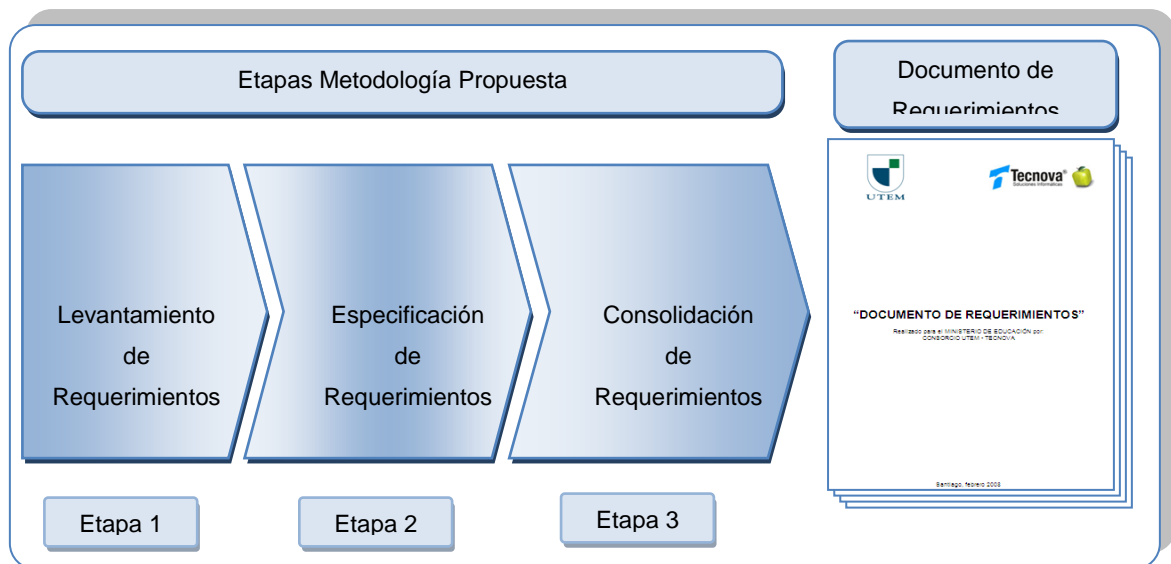 Etapas Metodología Propuesta
Documento de
Requerimientos
Levantamiento
de
Requerimientos
Especificación
de
Requerimientos
Consolidación
de
Requerimientos
UTEM
Tecnova®
Soluciones Informáticas
“DOCUMENTO DE REQUERIMIENTOS”
Realizado para el MINISTERIO DE EDUCACIÓN por:
CONSORCIO UTEM - TECNOVA
Santiago, febrero 2008
Etapa 1
Etapa 2
Etapa 3